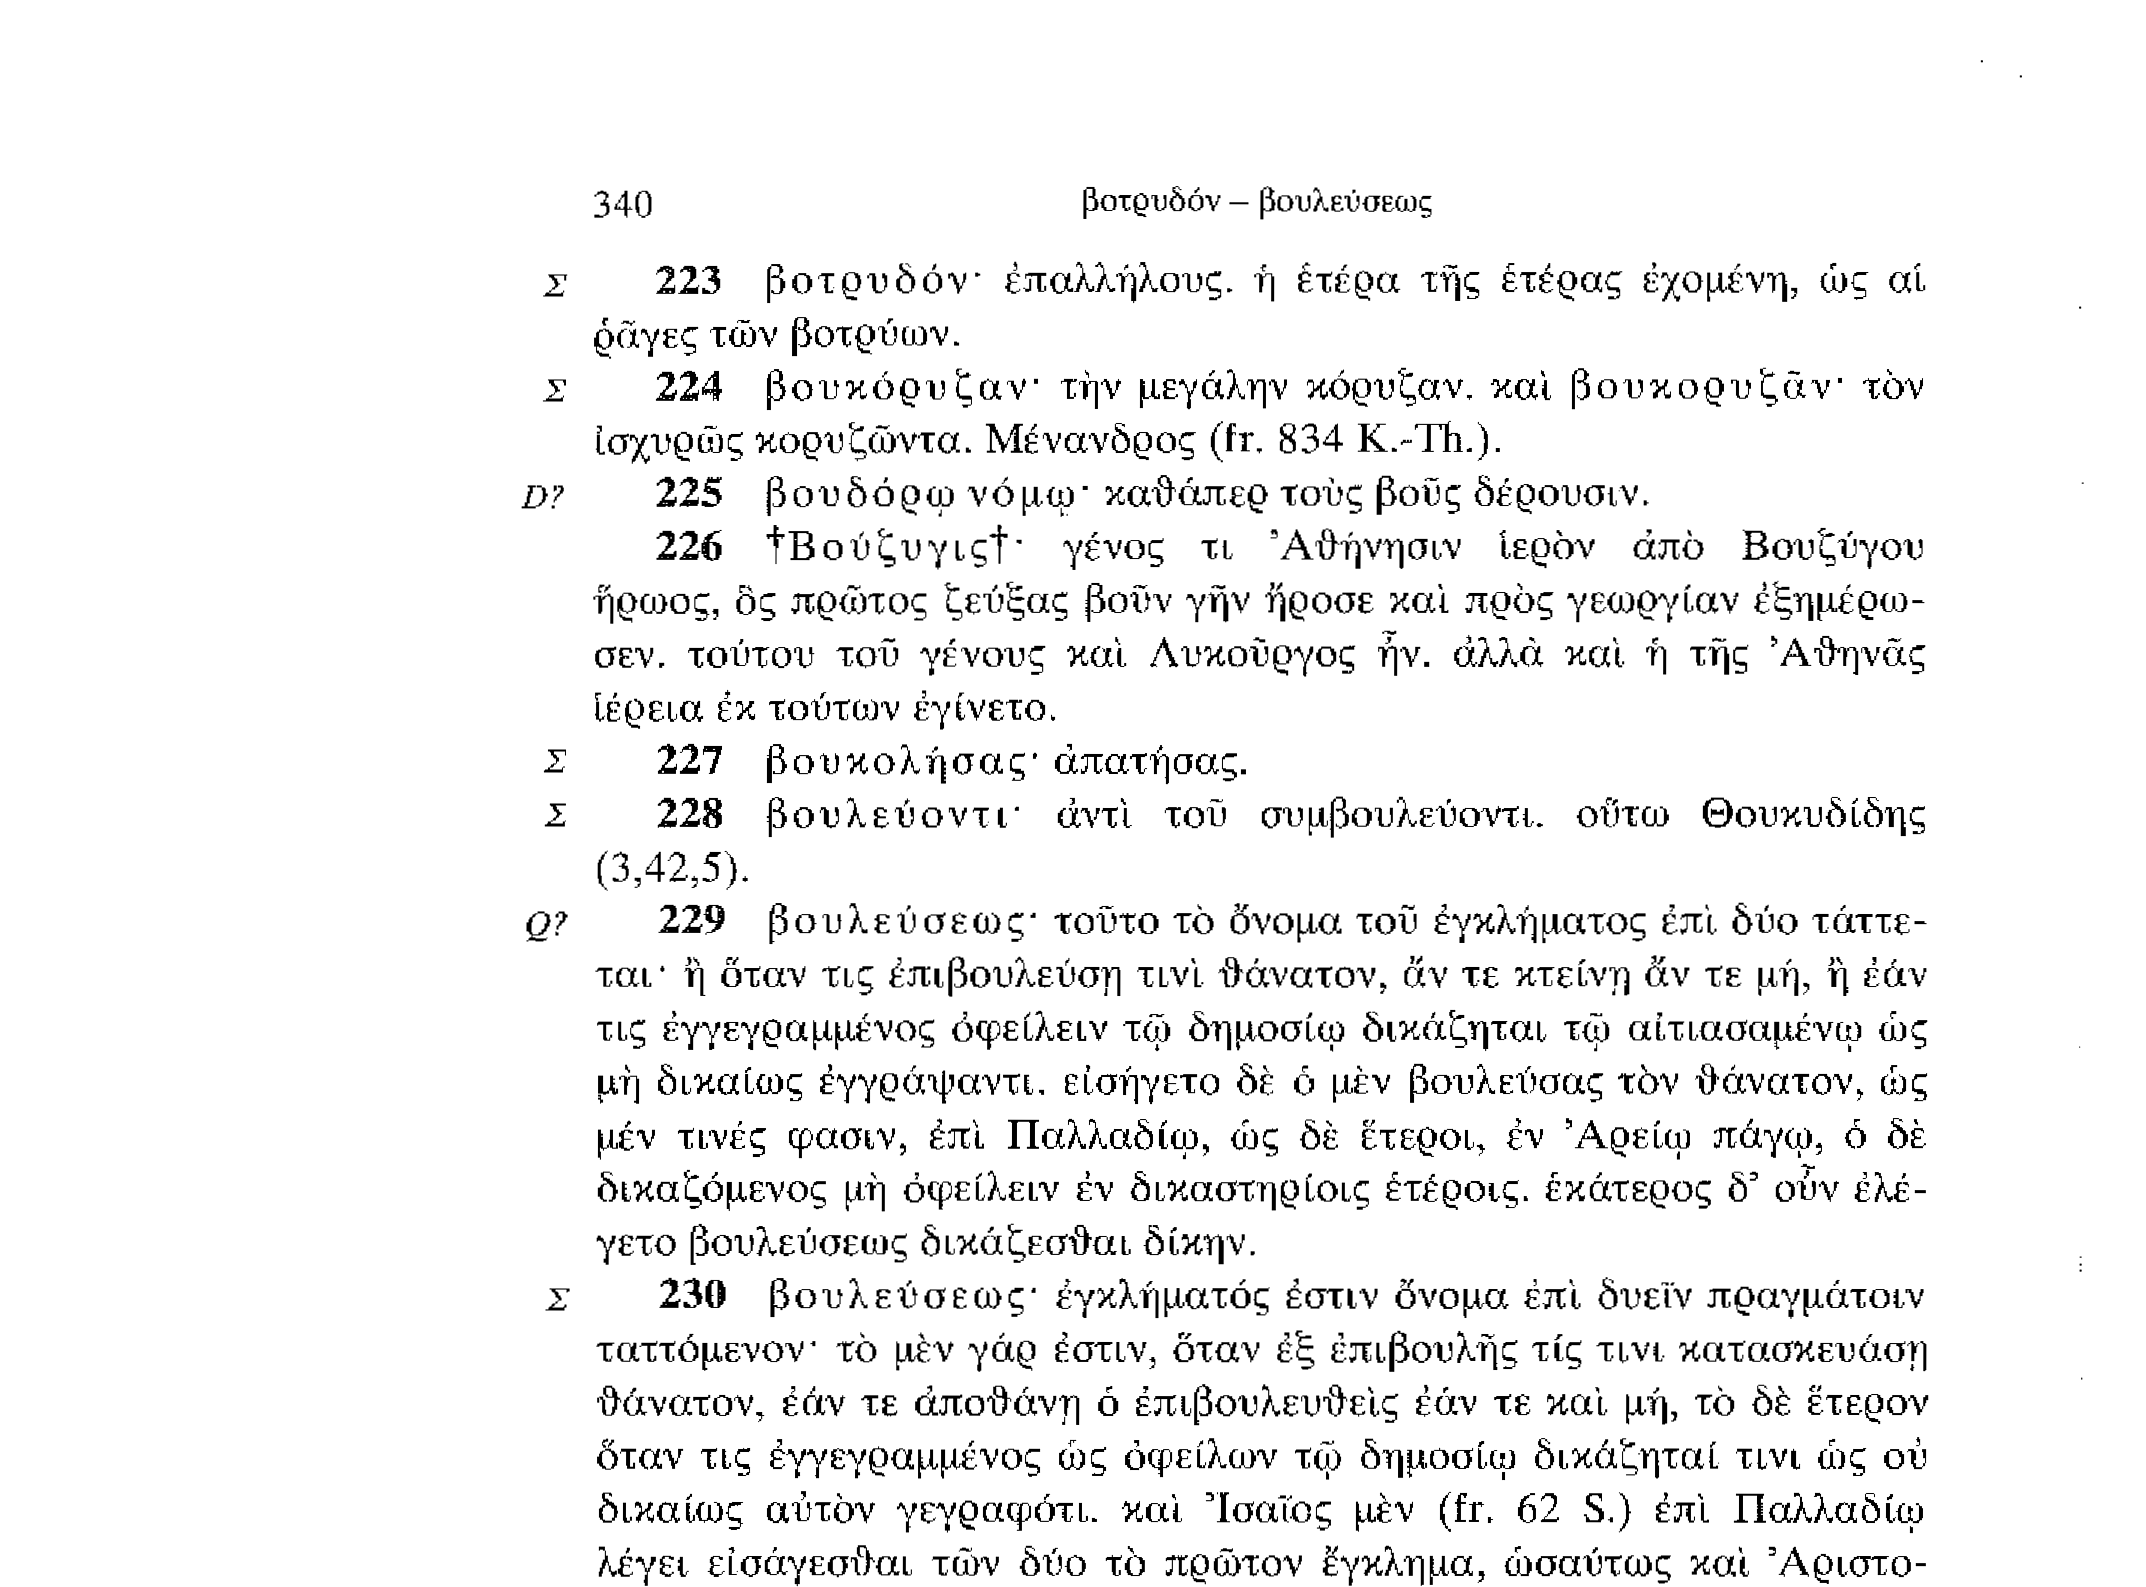 340 βοτρυδόν – βουλεύσεως
Σ 223 βοτρυδόν· ἐπαλλήλους. ἡ ἑτέρα τῆς ἑτέρας ἐχομένη, ὡς αἱ
ῥᾶγες τῶν βοτρύων.
Σ 224 βουκόρυζαν· τὴν μεγάλην κόρυζαν. καὶ βουκορυζᾶν· τὸν
ἰσχυρῶς κορυζῶντα. Μένανδρος (fr. 834 K.-Th.).
D? 225 βουδόρῳ νόμῳ· καθάπερ τοὺς βοῦς δέρουσιν.
226 †Βούζυγις†· γένος τι Ἀθήνησιν ἱερὸν ἀπὸ Βουζύγου
ἥρωος, ὃς πρῶτος ζεύξας βοῦν γῆν ἤροσε καὶ πρὸς γεωργίαν ἐξημέρω-
σεν. τούτου τοῦ γένους καὶ Λυκοῦργος ἦν. ἀλλὰ καὶ ἡ τῆς Ἀθηνᾶς
ἱέρεια ἐκ τούτων ἐγίνετο.
Σ 227 βουκολήσας· ἀπατήσας.
Σ 228 βουλεύοντι· ἀντὶ τοῦ συμβουλεύοντι. οὕτω Θουκυδίδης
(3,42,5).
Q? 229 βουλεύσεως· τοῦτο τὸ ὄνομα τοῦ ἐγκλήματος ἐπὶ δύο τάττε-
ται· ἢ ὅταν τις ἐπιβουλεύσῃ τινὶ θάνατον, ἄν τε κτείνῃ ἄν τε μή, ἢ ἐάν
τις ἐγγεγραμμένος ὀφείλειν τῷ δημοσίῳ δικάζηται τῷ αἰτιασαμένῳ ὡς
μὴ δικαίως ἐγγράψαντι. εἰσήγετο δὲ ὁ μὲν βουλεύσας τὸν θάνατον, ὡς
μέν τινές φασιν, ἐπὶ Παλλαδίῳ, ὡς δὲ ἕτεροι, ἐν Ἀρείῳ πάγῳ, ὁ δὲ
δικαζόμενος μὴ ὀφείλειν ἐν δικαστηρίοις ἑτέροις. ἑκάτερος δ’ οὖν ἐλέ-
γετο βουλεύσεως δικάζεσθαι δίκην.
Σ 230 βουλεύσεως· ἐγκλήματός ἐστιν ὄνομα ἐπὶ δυεῖν πραγμάτοιν
ταττόμενον· τὸ μὲν γάρ ἐστιν, ὅταν ἐξ ἐπιβουλῆς τίς τινι κατασκευάσῃ
θάνατον, ἐάν τε ἀποθάνῃ ὁ ἐπιβουλευθεὶς ἐάν τε καὶ μή, τὸ δὲ ἕτερον
ὅταν τις ἐγγεγραμμένος ὡς ὀφείλων τῷ δημοσίῳ δικάζηταί τινι ὡς οὐ
δικαίως αὐτὸν γεγραφότι. καὶ Ἰσαῖος μὲν (fr. 62 S.) ἐπὶ Παλλαδίῳ
λέγει εἰσάγεσθαι τῶν δύο τὸ πρῶτον ἔγκλημα, ὡσαύτως καὶ Ἀριστο-